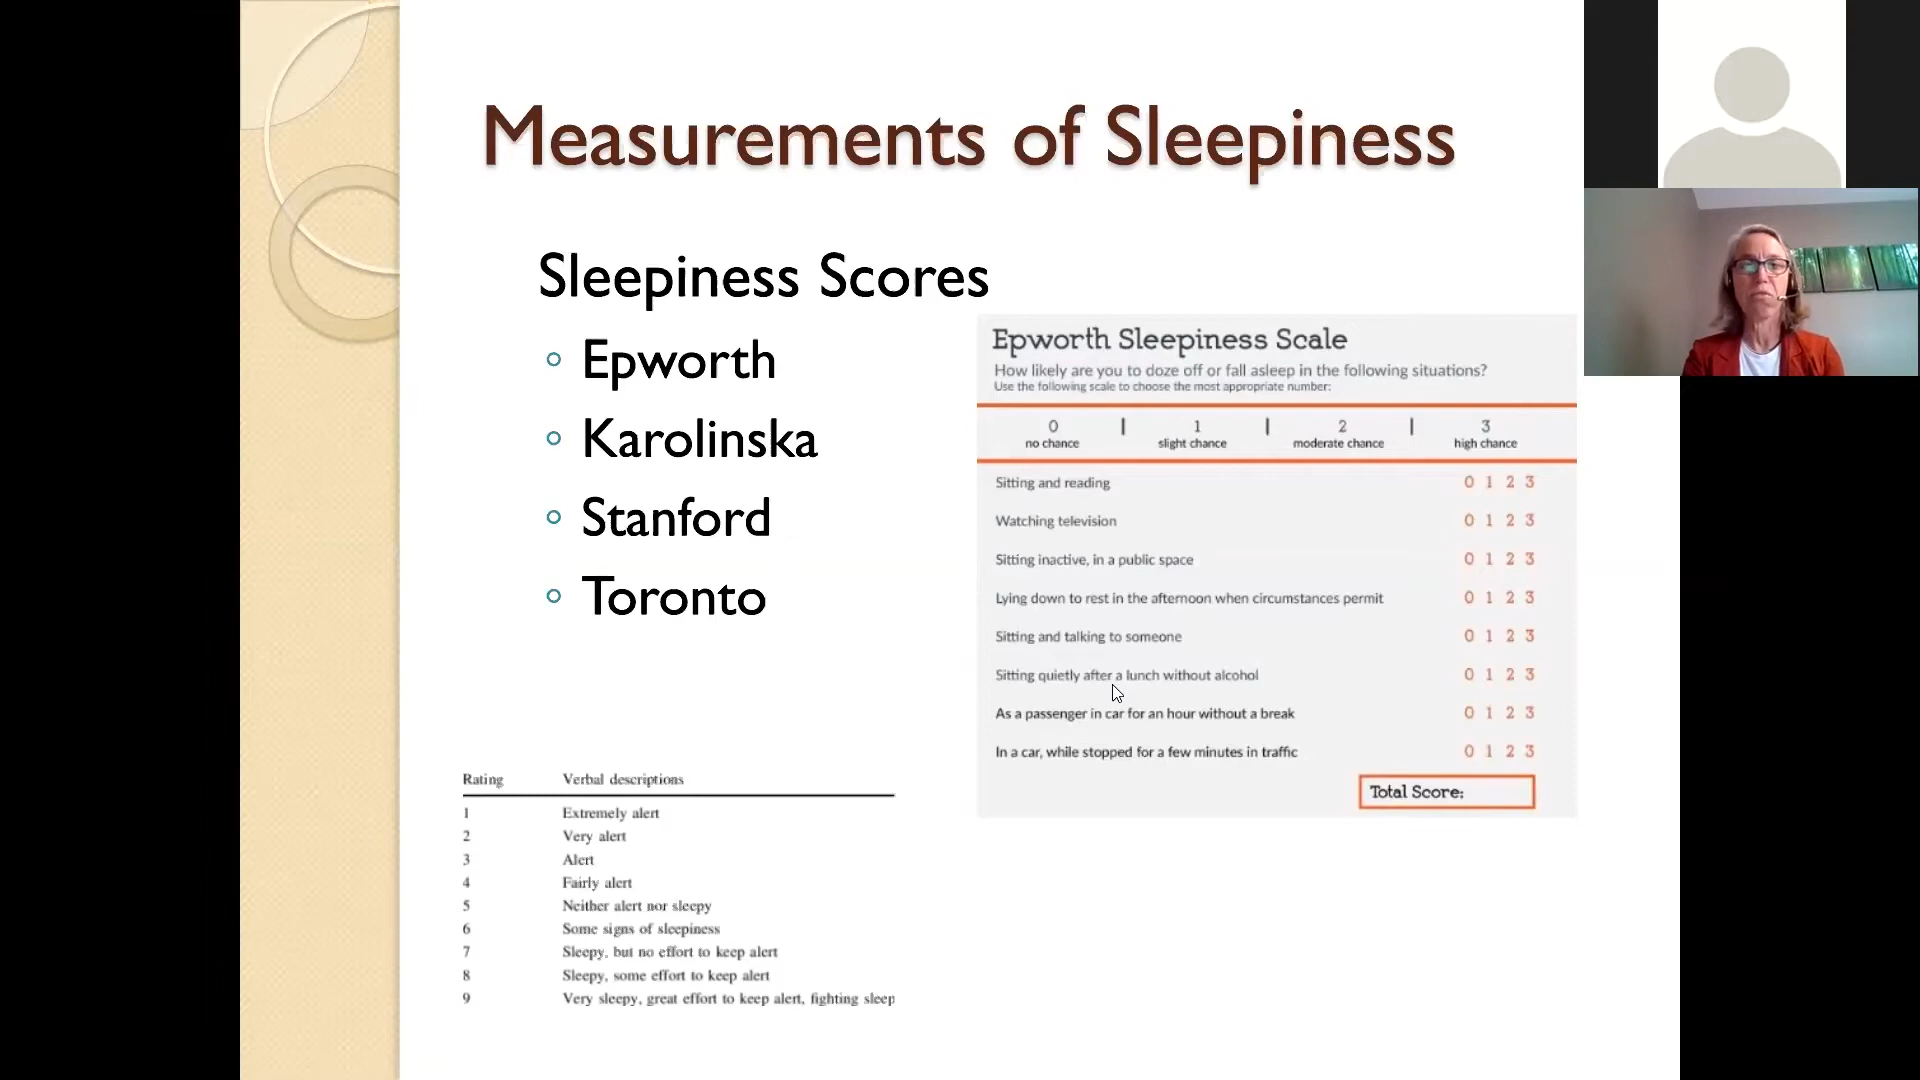 Measurements of Sleepiness
Sleepiness Scores
Epworth
Karolinska
Stanford
Toronto
Epworth Sleepiness Scale
How likely are you to doze off or fall asleep in the following situations?
Use the following scale to choose the most appropriate number:
0 | 1 | 2 | 3
no chance slight chance moderate chance high chance
Sitting and reading 0 1 2 3
Watching television 0 1 2 3
Sitting inactive, in a public space 0 1 2 3
Lying down to rest in the afternoon when circumstances permit 0 1 2 3
Sitting and talking to someone 0 1 2 3
Sitting quietly after a lunch without alcohol 0 1 2 3
As a passenger in car for an hour without a break 0 1 2 3
In a car, while stopped for a few minutes in traffic 0 1 2 3
Total Score:
Rating Verbal descriptions
1 Extremely alert
2 Very alert
3 Alert
4 Fairly alert
5 Neither alert nor sleepy
6 Some signs of sleepiness
7 Sleepy, but no effort to keep alert
8 Sleepy, some effort to keep alert
9 Very sleepy, great effort to keep alert, fighting sleep